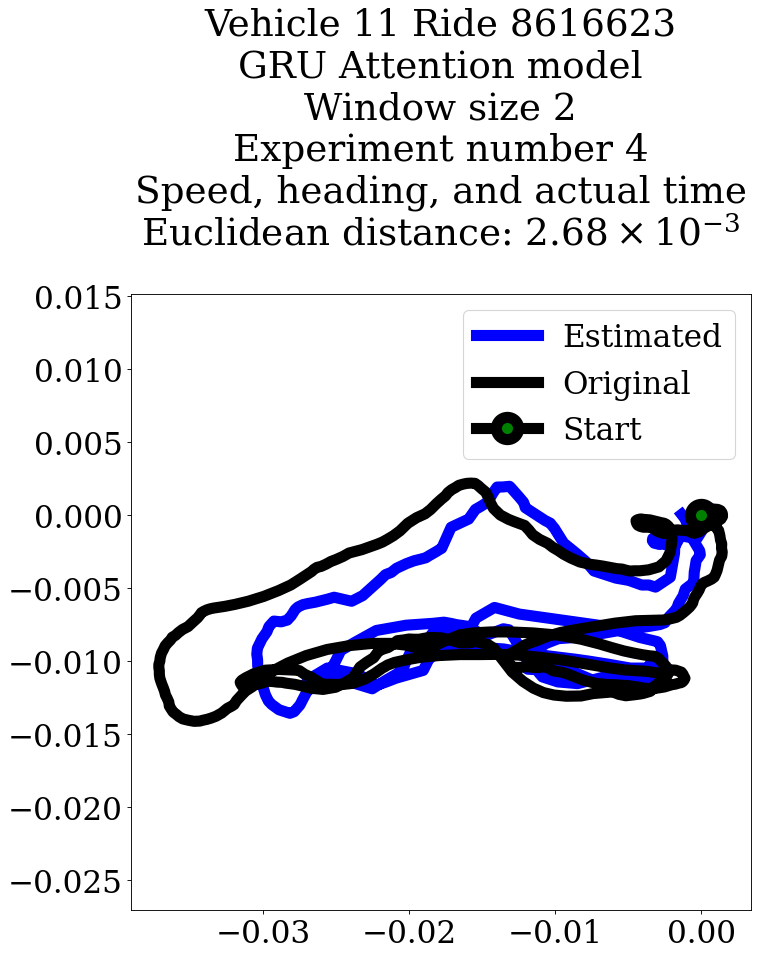 Vehicle 11 Ride 8616623
GRU Attention model
Window size 2
Experiment number 4
Speed, heading, and actual time
Euclidean distance: 2.68 × 10⁻³
0.015
Estimated
0.010
Original
0.005
Start
0.000
−0.005
−0.010
−0.015
−0.020
−0.025
−0.03 −0.02 −0.01 0.00